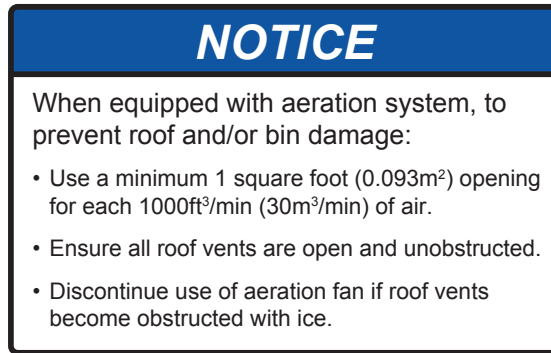 NOTICE
When equipped with aeration system, to
prevent roof and/or bin damage:
• Use a minimum 1 square foot (0.093m²) opening
for each 1000ft³/min (30m³/min) of air.
• Ensure all roof vents are open and unobstructed.
• Discontinue use of aeration fan if roof vents
become obstructed with ice.